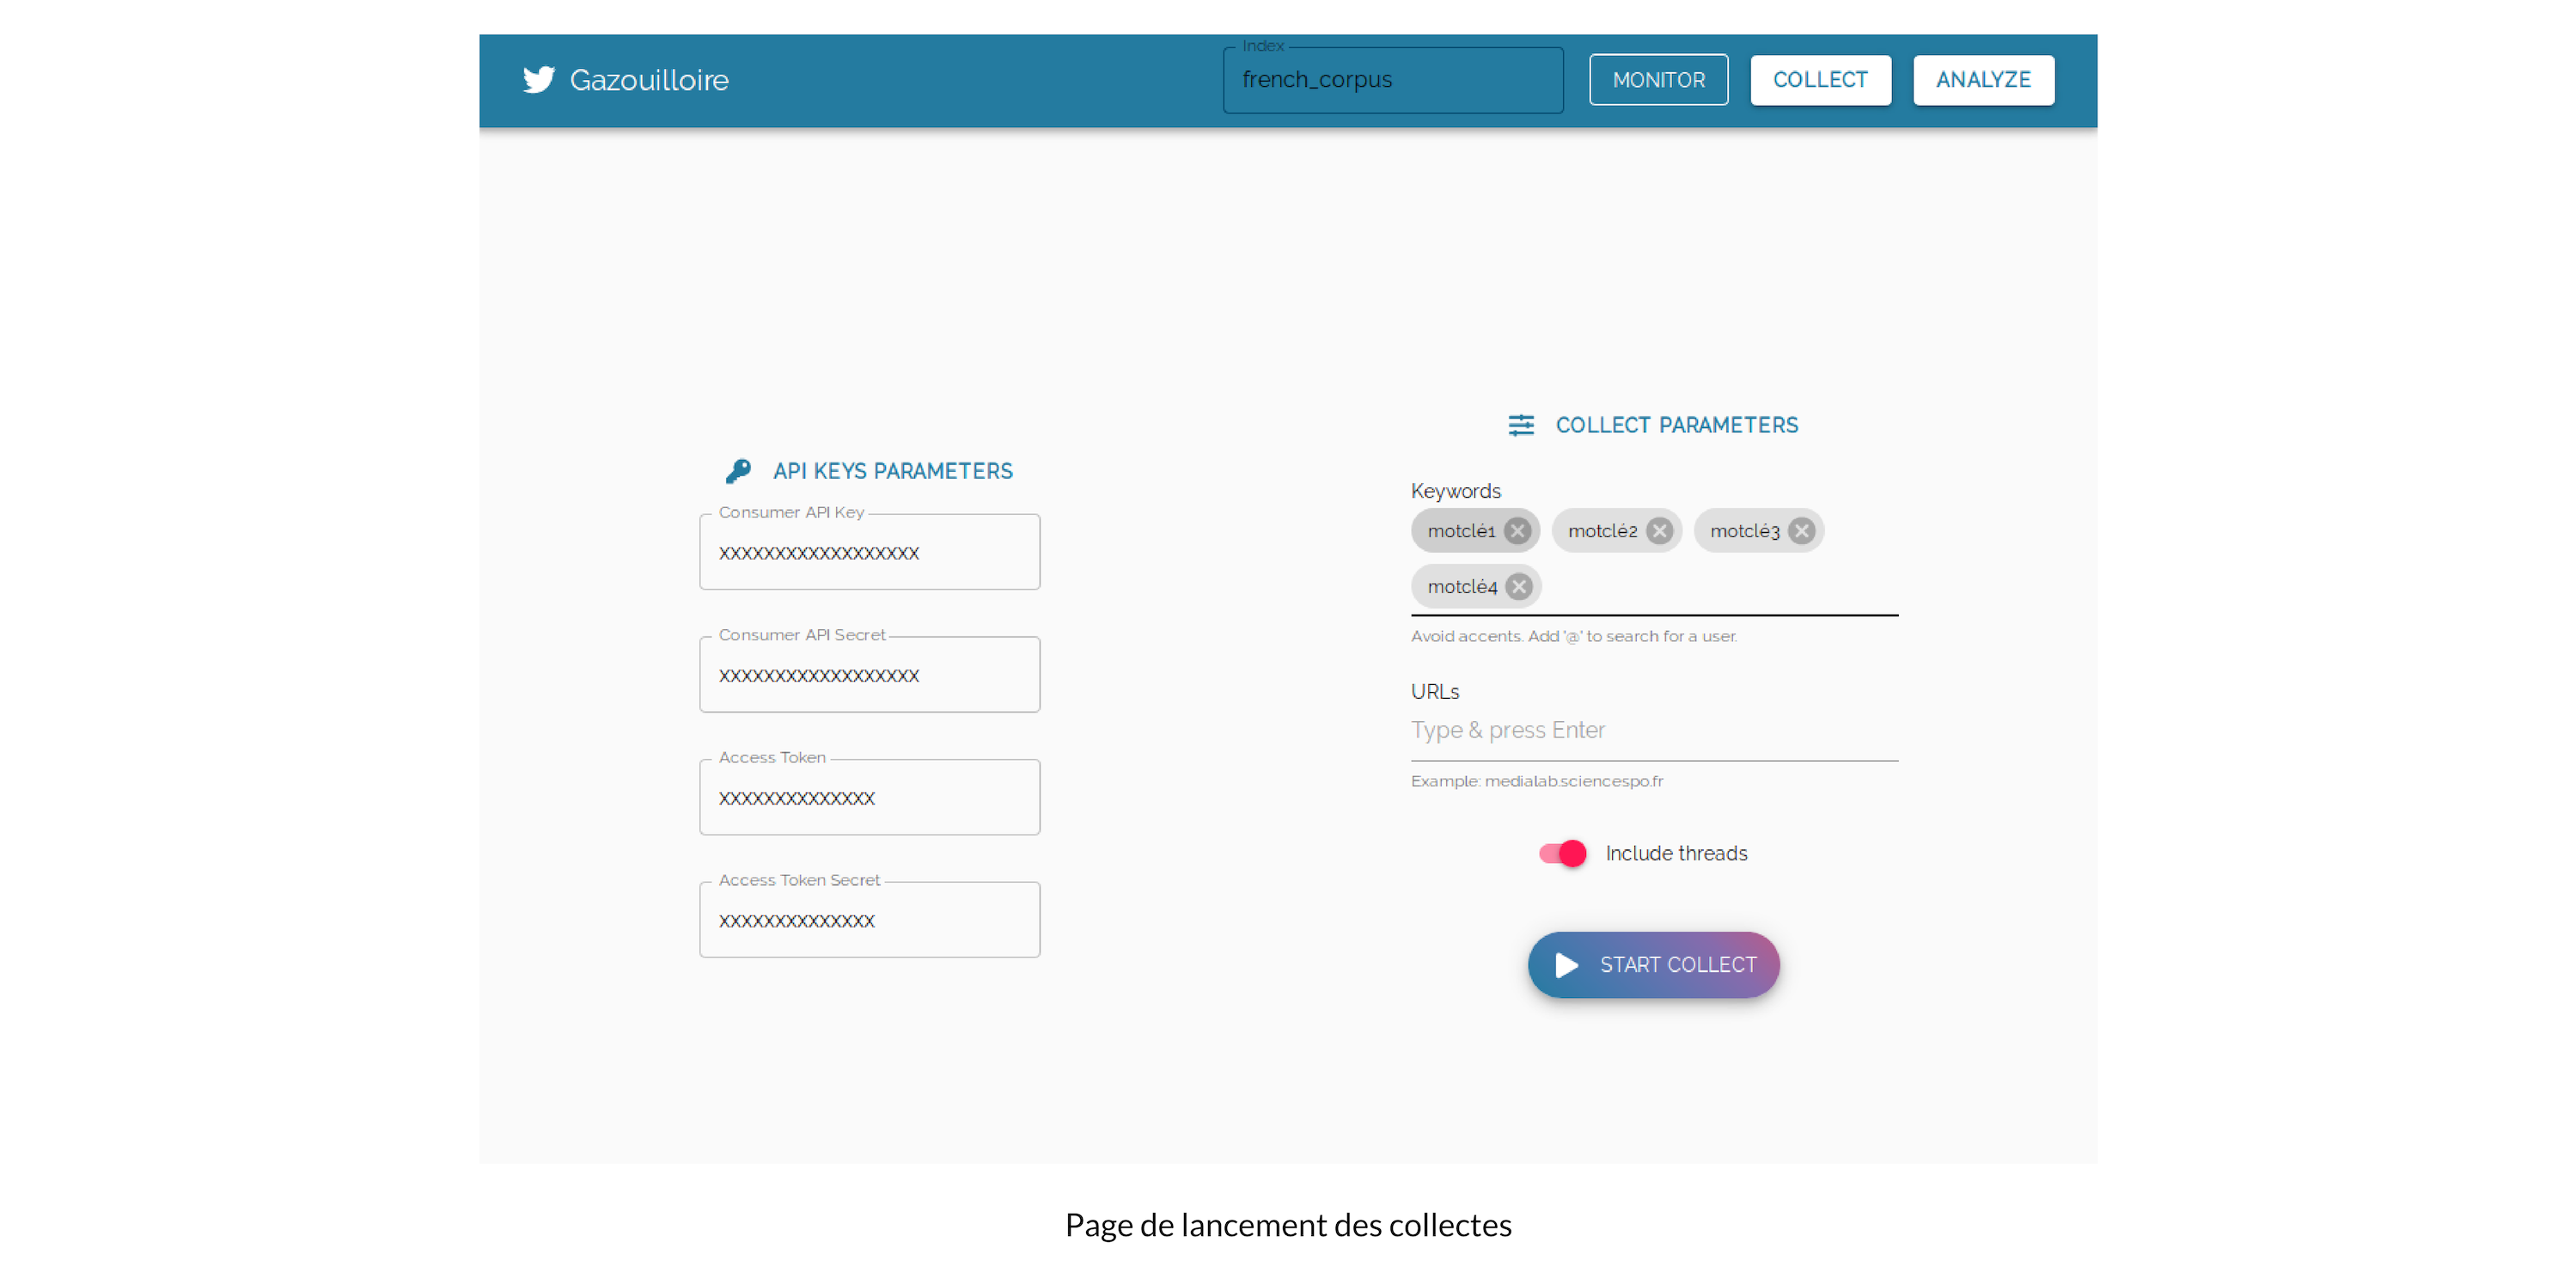 Gazouilloire
Index
french_corpus
MONITOR
COLLECT
ANALYZE
API KEYS PARAMETERS
Consumer API Key
XXXXXXXXXXXXXXXXXX
Consumer API Secret
XXXXXXXXXXXXXXXXXX
Access Token
XXXXXXXXXXXXXX
Access Token Secret
XXXXXXXXXXXXXX
COLLECT PARAMETERS
Keywords
motclé1 motclé2 motclé3
motclé4
Avoid accents. Add '@' to search for a user.
URLs
Type & press Enter
Example: medialab.sciencespo.fr
Include threads
START COLLECT
Page de lancement des collectes